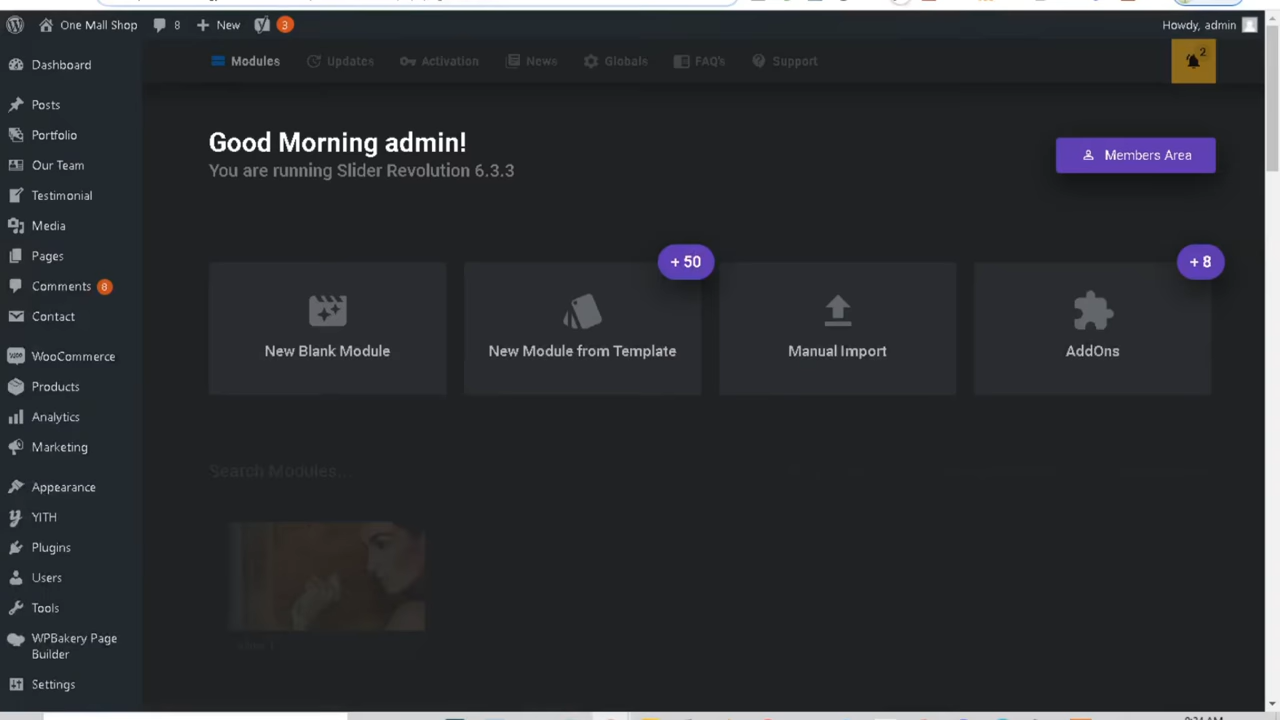 One Mall Shop
8
New
3
Howdy, admin
Dashboard
Posts
Portfolio
Our Team
Testimonial
Media
Pages
Comments 8
Contact
WooCommerce
Products
Analytics
Marketing
Appearance
YITH
Plugins
Users
Tools
WPBakery Page
Builder
Settings
Modules
Updates
Activation
News
Globals
FAQ's
Support
2
Good Morning admin!
You are running Slider Revolution 6.3.3
Members Area
New Blank Module
+ 50
New Module from Template
Manual Import
+ 8
AddOns
Search Modules...